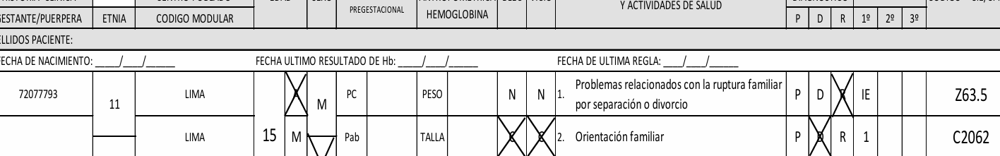 PREGESTACIONAL Y ACTIVIDADES DE SALUD
GESTANTE/PUERPERA ETNIA CODIGO MODULAR HEMOGLOBINA P D R 1º 2º 3º
ELLIDOS PACIENTE:
FECHA DE NACIMIENTO: _____/____/______ FECHA ULTIMO RESULTADO DE Hb: _____/____/______ FECHA DE ULTIMA REGLA: ____/____/______
72077793 11 LIMA M PC PESO N N 1. Problemas relacionados con la ruptura familiar P D R IE Z63.5
por separación o divorcio
LIMA 15 M Pab TALLA C C 2. Orientación familiar P D R 1 C2062